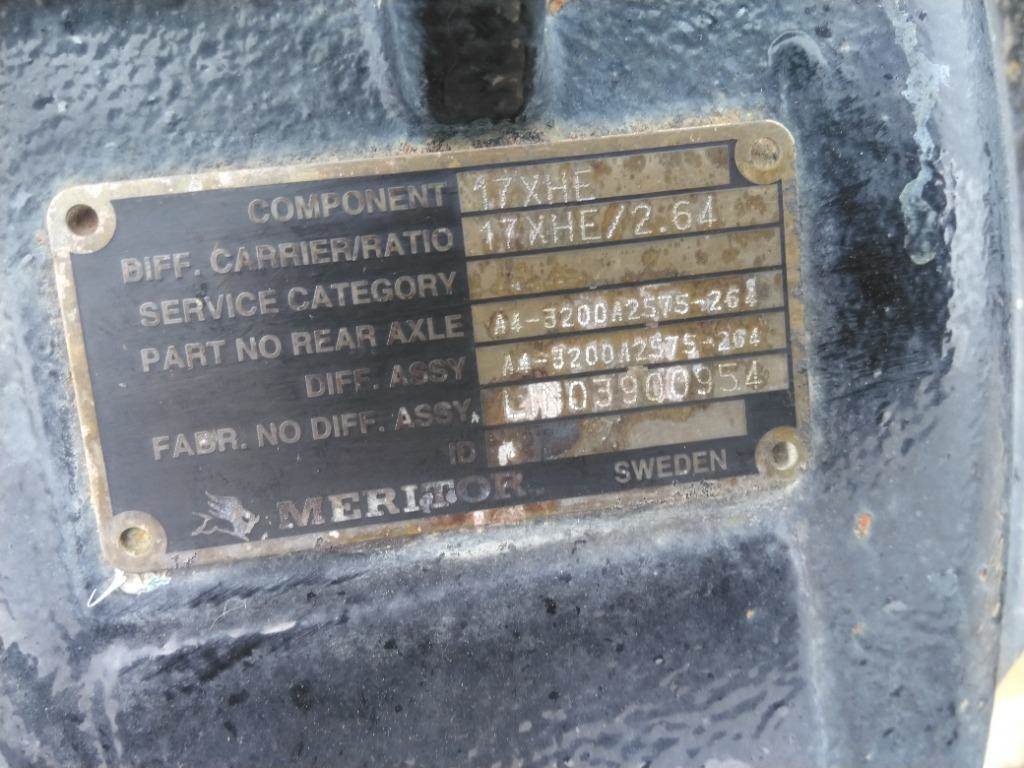 COMPONENT 17XHE
DIFF. CARRIER/RATIO 17XHE/2.64
SERVICE CATEGORY
PART NO REAR AXLE A4-3200A2575-264
DIFF. ASSY A4-3200A2575-264
FABR. NO DIFF. ASSY. 03900954
ID
MERITOR SWEDEN